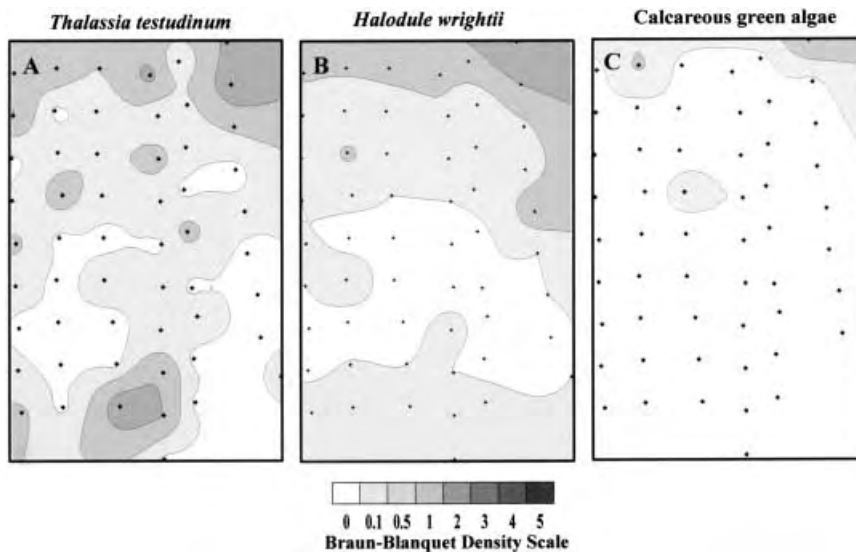 Thalassia testudinum Halodule wrightii Calcareous green algae
A B C
0 0.1 0.5 1 2 3 4 5
Braun-Blanquet Density Scale